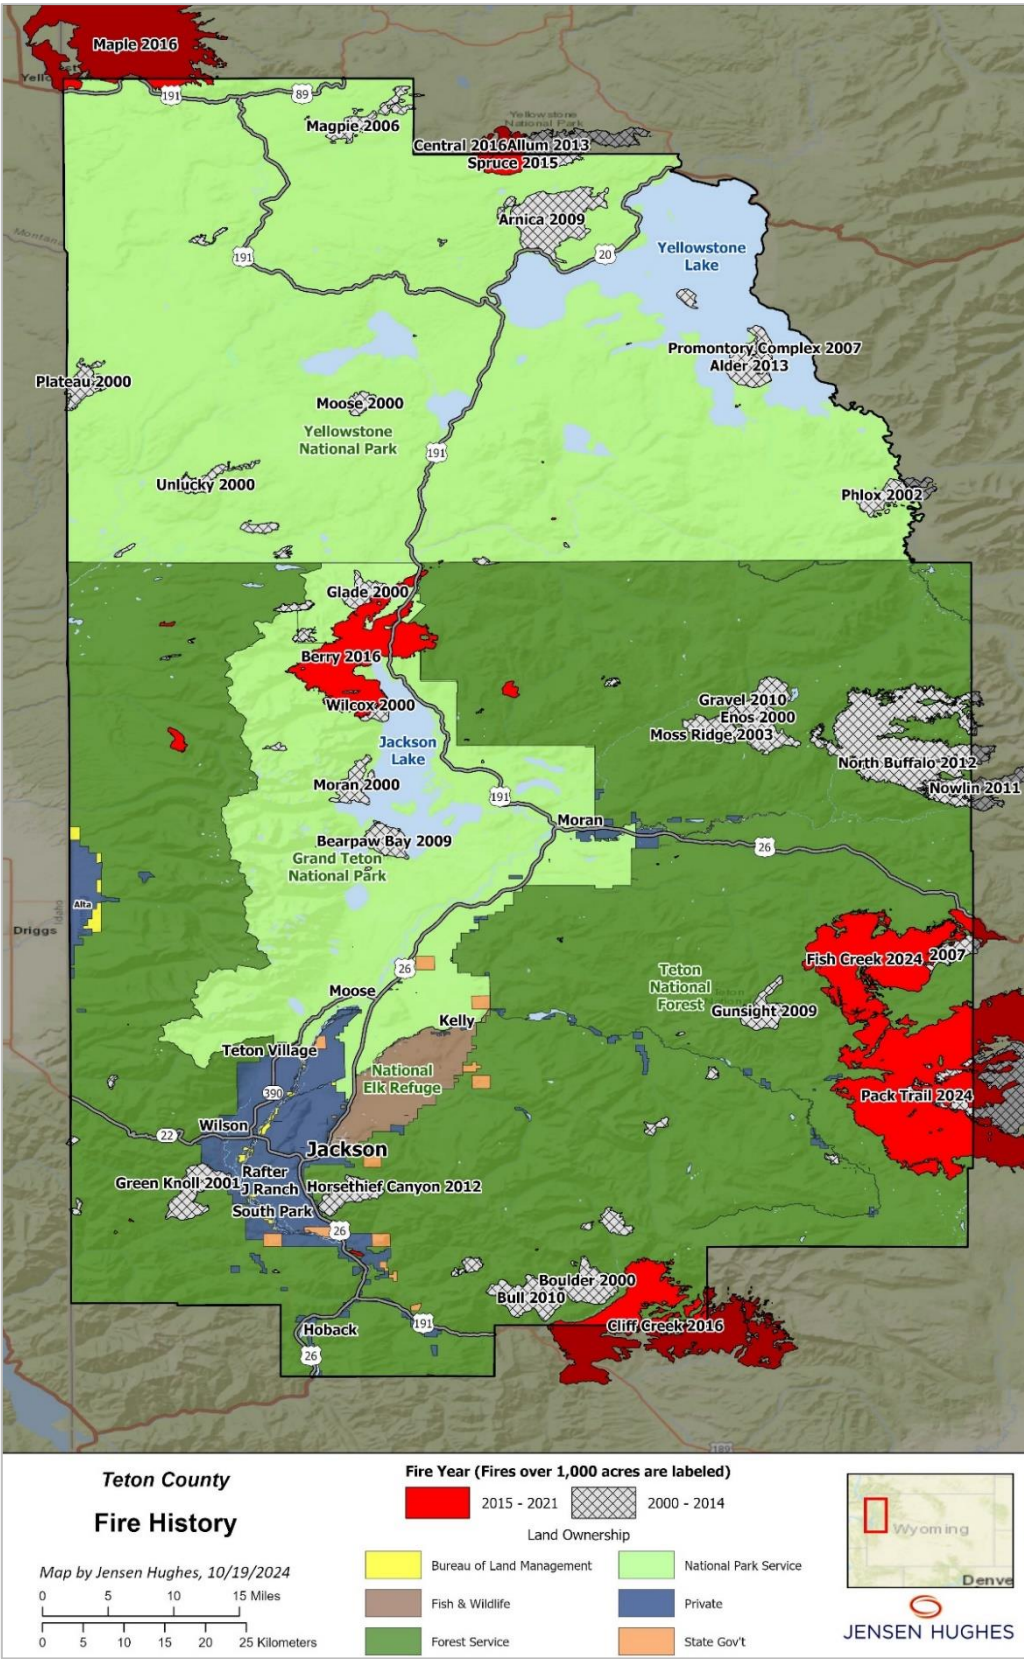 Maple 2016
191
89
Magpie 2006
Yellowstone
National Park
Central 2016
Allum 2013
Spruce 2015
Arnica 2009
Montana
191
20
Yellowstone
Lake
Promontory Complex 2007
Alder 2013
Plateau 2000
Moose 2000
Yellowstone
National Park
191
Unlucky 2000
Phlox 2002
Glade 2000
Berry 2016
Wilcox 2000
Gravel 2010
Enos 2000
Moss Ridge 2003
Jackson
Lake
North Buffalo 2012
Nowlin 2011
Moran 2000
191
Moran
Bearpaw Bay 2009
26
Grand Teton
National Park
Alta
Idaho
Driggs
26
Fish Creek 2024
2007
Teton
National
Forest
Moose
Gunsight 2009
Kelly
Teton Village
National
Elk Refuge
390
Pack Trail 2024
Wilson
22
Jackson
Rafter
J Ranch
Green Knoll 2001
Horsethief Canyon 2012
South Park
26
Boulder 2000
Bull 2010
Hoback
191
Cliff Creek 2016
26
189
Teton County
Fire History
Map by Jensen Hughes, 10/19/2024
0 5 10 15 Miles
0 5 10 15 20 25 Kilometers
Fire Year (Fires over 1,000 acres are labeled)
2015 - 2021
2000 - 2014
Land Ownership
Bureau of Land Management
National Park Service
Fish & Wildlife
Private
Forest Service
State Gov't
Wyoming
Denve
JENSEN HUGHES